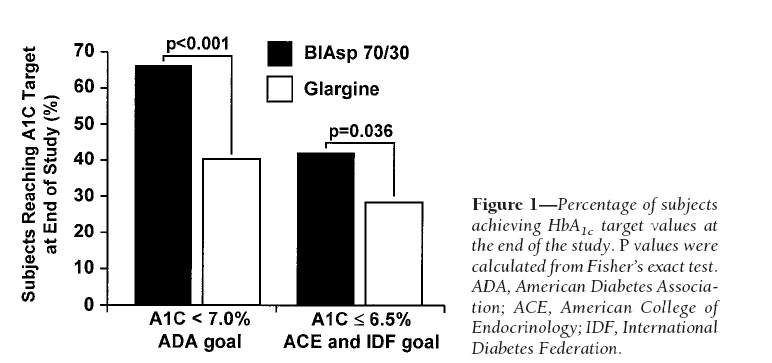 p<0.001
BIAsp 70/30
Glargine
p=0.036
Subjects Reaching A1C Target
at End of Study (%)
70
60
50
40
30
20
10
0
A1C < 7.0%
ADA goal
A1C ≤ 6.5%
ACE and IDF goal
Figure 1—Percentage of subjects
achieving HbA1c target values at
the end of the study. P values were
calculated from Fisher's exact test.
ADA, American Diabetes Associa-
tion; ACE, American College of
Endocrinology; IDF, International
Diabetes Federation.